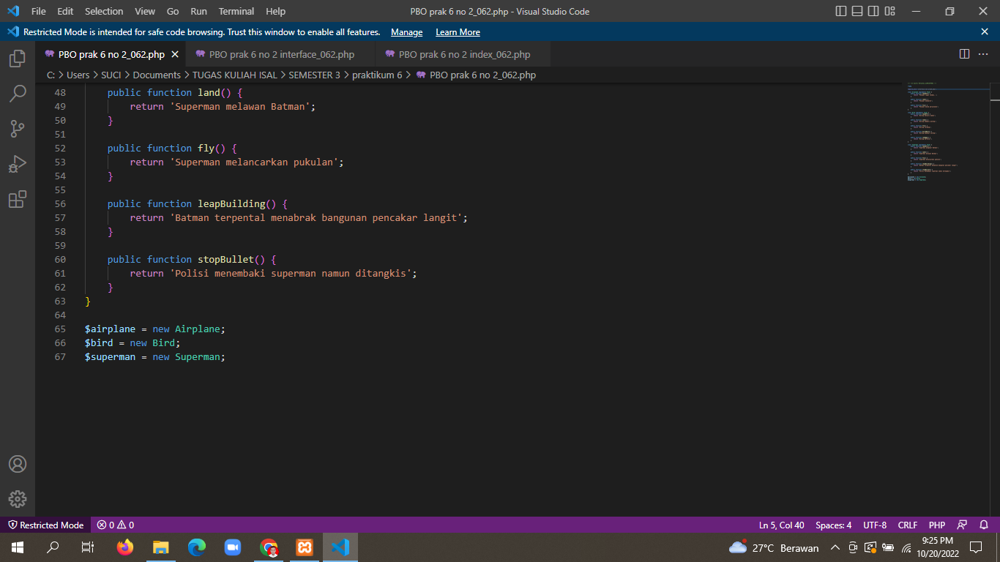 File Edit Selection View Go Run Terminal Help PBO prak 6 no 2_062.php - Visual Studio Code
Restricted Mode is intended for safe code browsing. Trust this window to enable all features. Manage Learn More
PBO prak 6 no 2_062.php PBO prak 6 no 2 interface_062.php PBO prak 6 no 2 index_062.php
C: > Users > SUCI > Documents > TUGAS KULIAH ISAL > SEMESTER 3 > praktikum 6 > PBO prak 6 no 2_062.php
48 public function land() {
49 return 'Superman melawan Batman';
50 }
51
52 public function fly() {
53 return 'Superman melancarkan pukulan';
54 }
55
56 public function leapBuilding() {
57 return 'Batman terpental menabrak bangunan pencakar langit';
58 }
59
60 public function stopBullet() {
61 return 'Polisi menembaki superman namun ditangkis';
62 }
63 }
64
65 $airplane = new Airplane;
66 $bird = new Bird;
67 $superman = new Superman;
Restricted Mode 0 0 Ln 5, Col 40 Spaces: 4 UTF-8 CRLF PHP
27°C Berawan 9:25 PM
10/20/2022